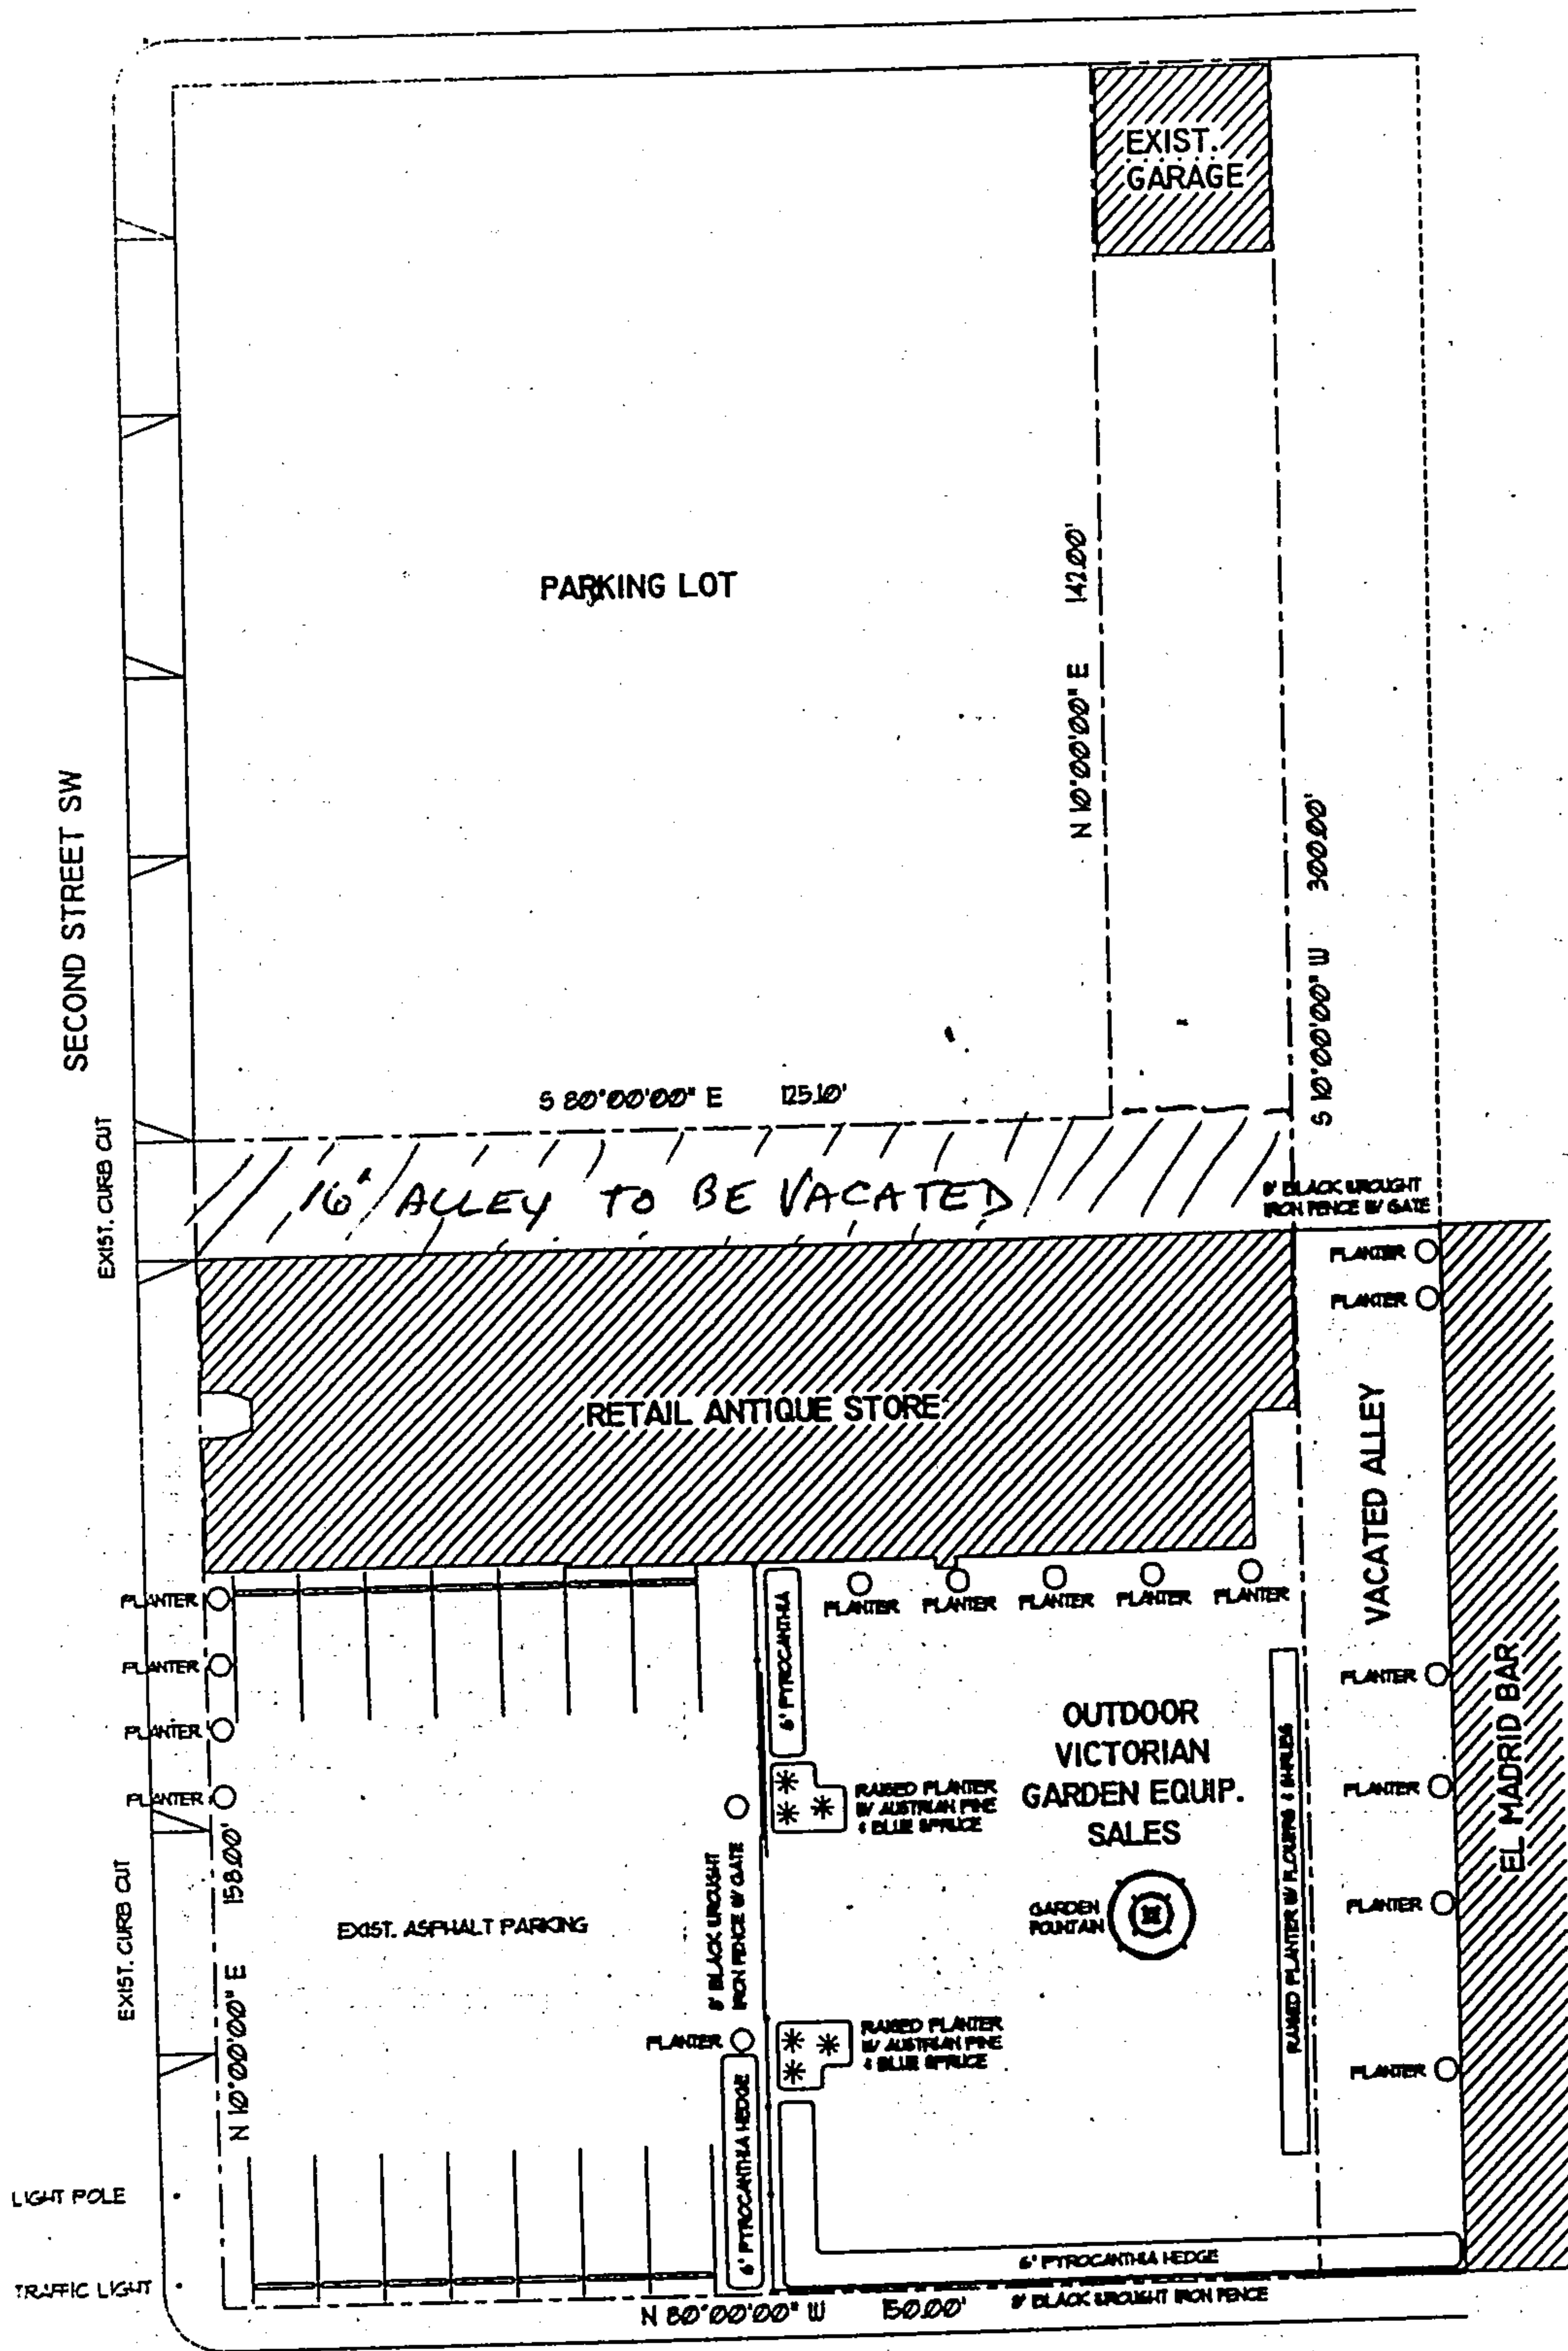 EXIST.
GARAGE
PARKING LOT
N 10°00'00" E 142.00'
SECOND STREET SW
S 10°00'00" W 300.00'
S 80°00'00" E 125.10'
EXIST. CURB CUT
16' ALLEY TO BE VACATED
8' BLACK WROUGHT
IRON FENCE W/ GATE
PLANTER
PLANTER
RETAIL ANTIQUE STORE
VACATED ALLEY
PLANTER
PLANTER
PLANTER
PLANTER
PLANTER
PLANTER
PLANTER
PLANTER
PLANTER
6' PYROCANTHIA
OUTDOOR
VICTORIAN
GARDEN EQUIP.
SALES
RAISED PLANTER
W/ AUSTRIAN PINE
& BLUE SPRUCE
RAISED PLANTER W/ FLOWERS & SHRUBS
PLANTER
PLANTER
PLANTER
PLANTER
EL MADRID BAR
EXIST. CURB CUT
N 10°00'00" E 158.00'
EXIST. ASPHALT PARKING
8' BLACK WROUGHT
IRON FENCE W/ GATE
GARDEN
FOUNTAIN
PLANTER
RAISED PLANTER
W/ AUSTRIAN PINE
& BLUE SPRUCE
6' PYROCANTHIA HEDGE
LIGHT POLE
TRAFFIC LIGHT
6' PYROCANTHIA HEDGE
8' BLACK WROUGHT IRON FENCE
N 80°00'00" W 150.00'